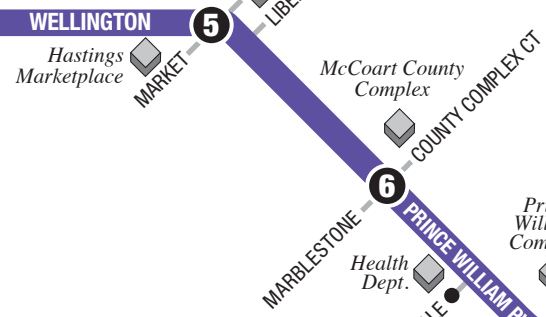 WELLINGTON
5
Hastings
Marketplace
MARKET
McCoart County
Complex
COUNTY COMPLEX CT
6
MARBLESTONE
PRINCE WILLIAM
Health
Dept.